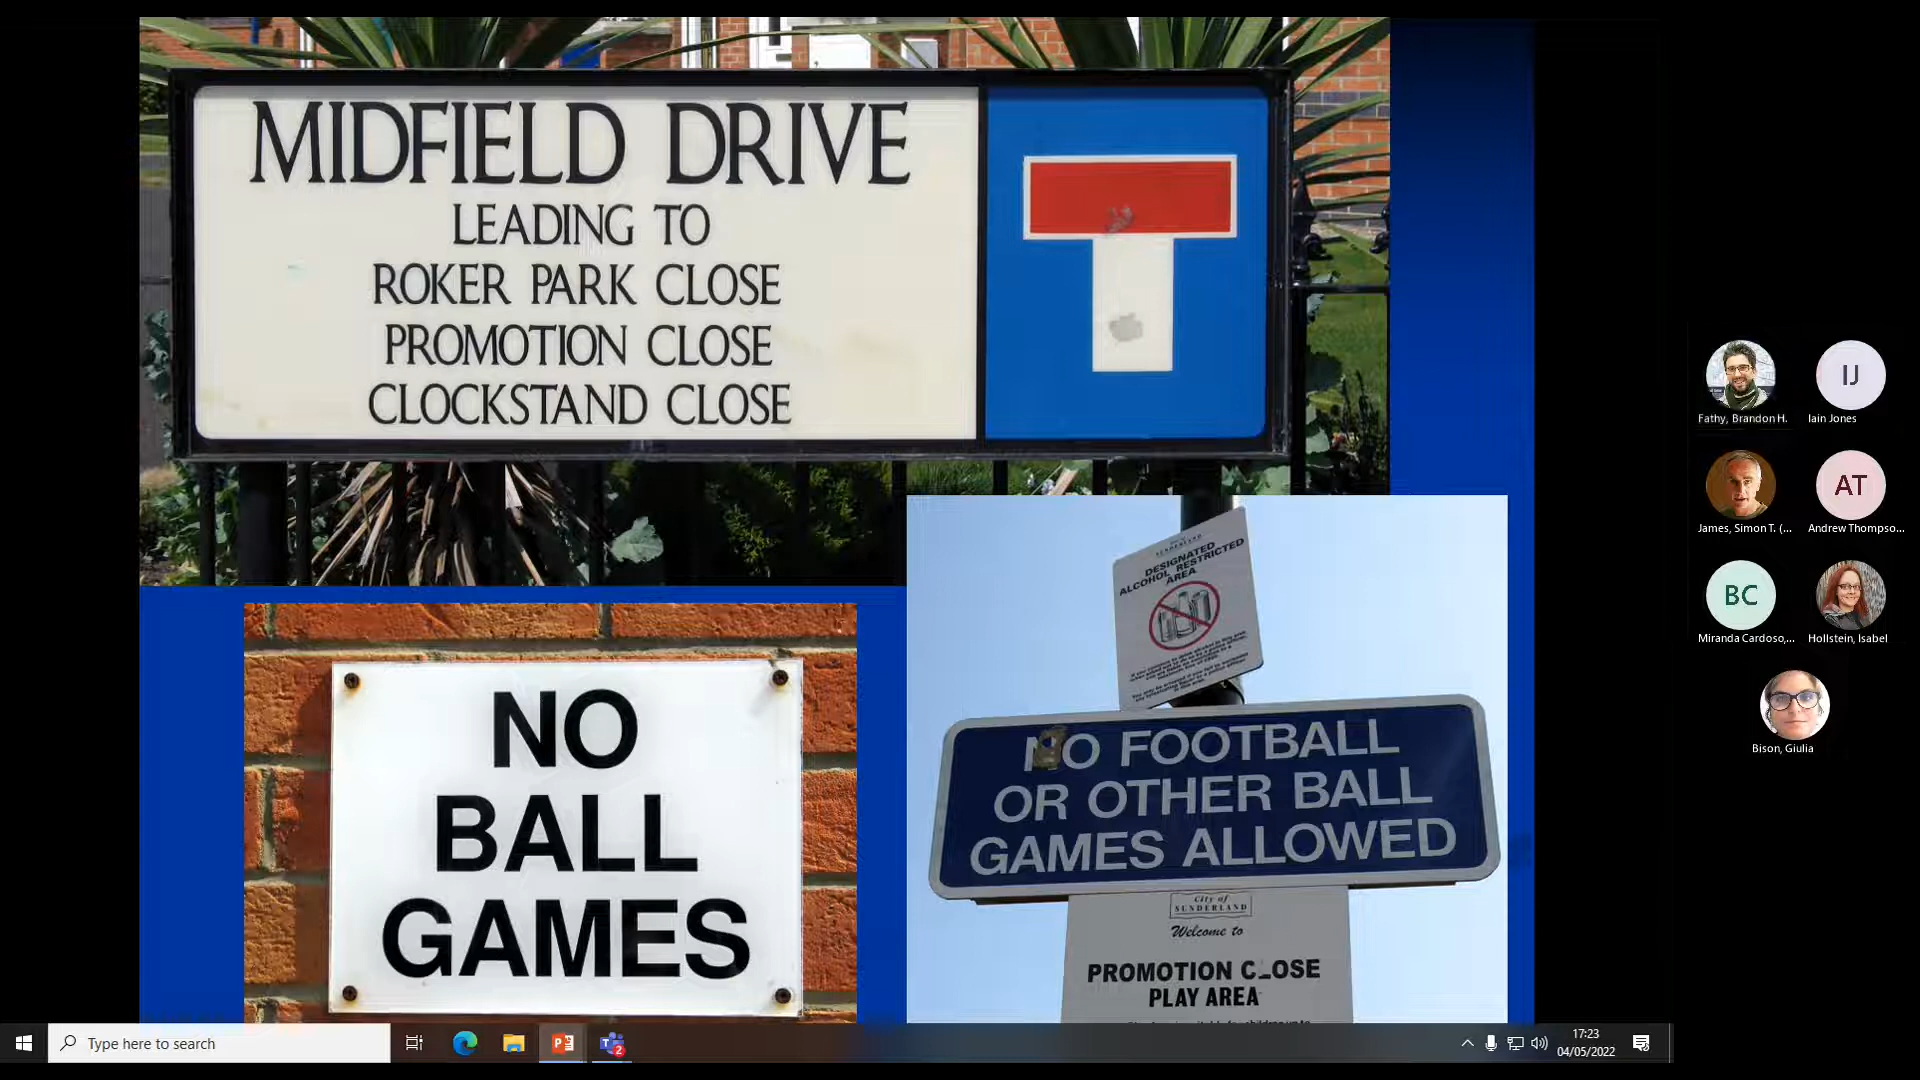 MIDFIELD DRIVE
LEADING TO
ROKER PARK CLOSE
PROMOTION CLOSE
CLOCKSTAND CLOSE
SUNDERLAND
DESIGNATED
ALCOHOL RESTRICTED
AREA
NO FOOTBALL
OR OTHER BALL
GAMES ALLOWED
City of
SUNDERLAND
Welcome to
PROMOTION CLOSE
PLAY AREA
NO
BALL
GAMES
IJ
Fathy, Brandon H.
Iain Jones
AT
James, Simon T. (...
Andrew Thompso...
BC
Miranda Cardoso,...
Hollstein, Isabel
Bison, Giulia
Type here to search
2
17:23
04/05/2022